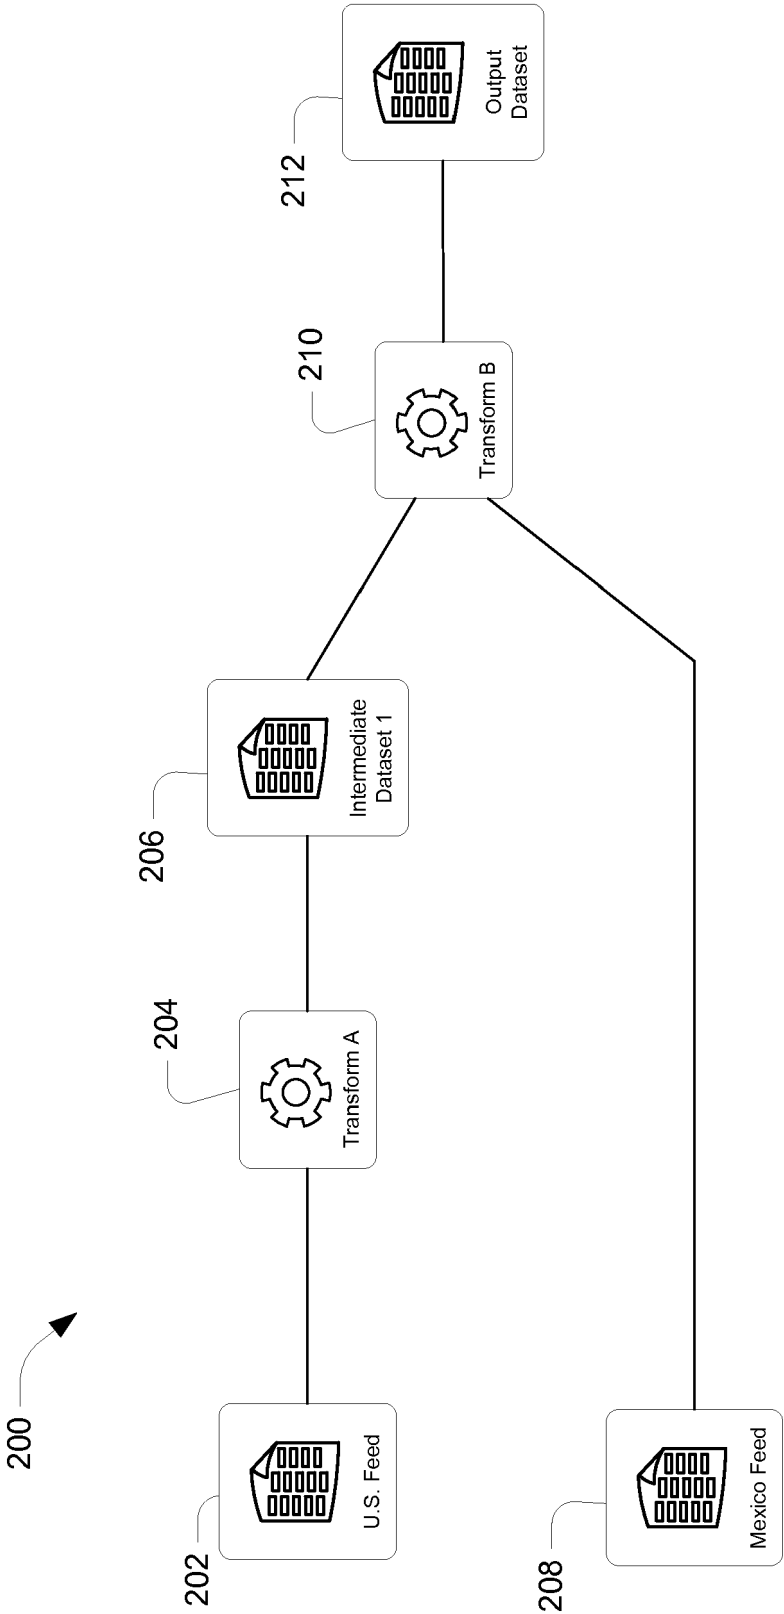 200
202
U.S. Feed
204
Transform A
206
Intermediate
Dataset 1
208
Mexico Feed
210
Transform B
212
Output
Dataset